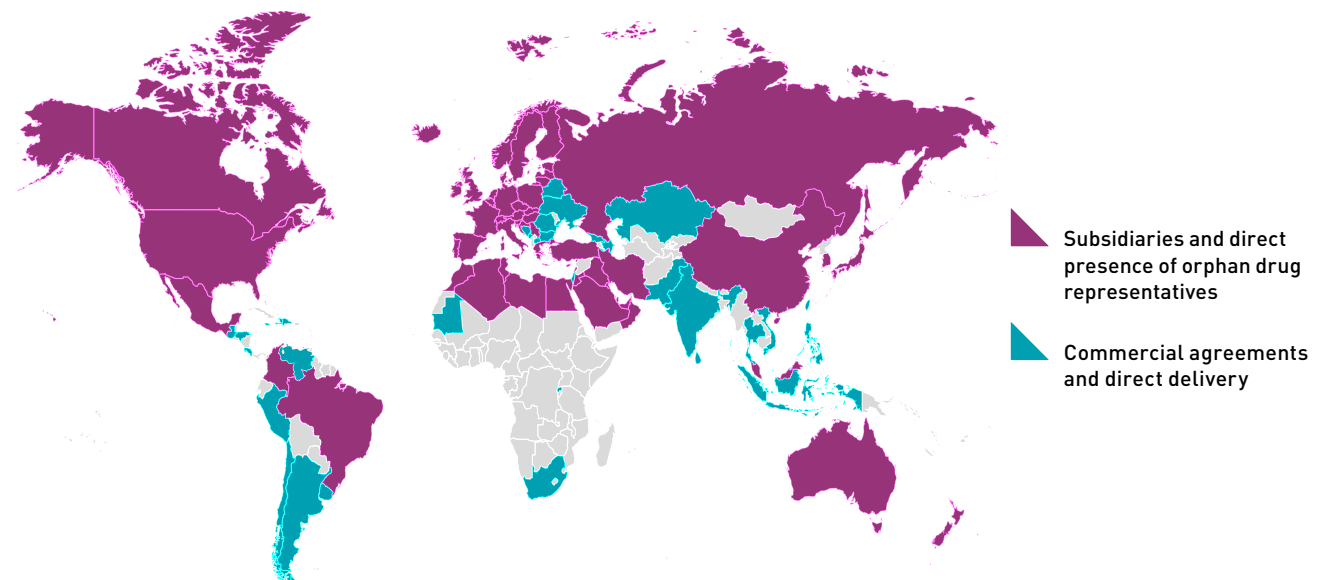 Subsidiaries and direct
presence of orphan drug
representatives
Commercial agreements
and direct delivery